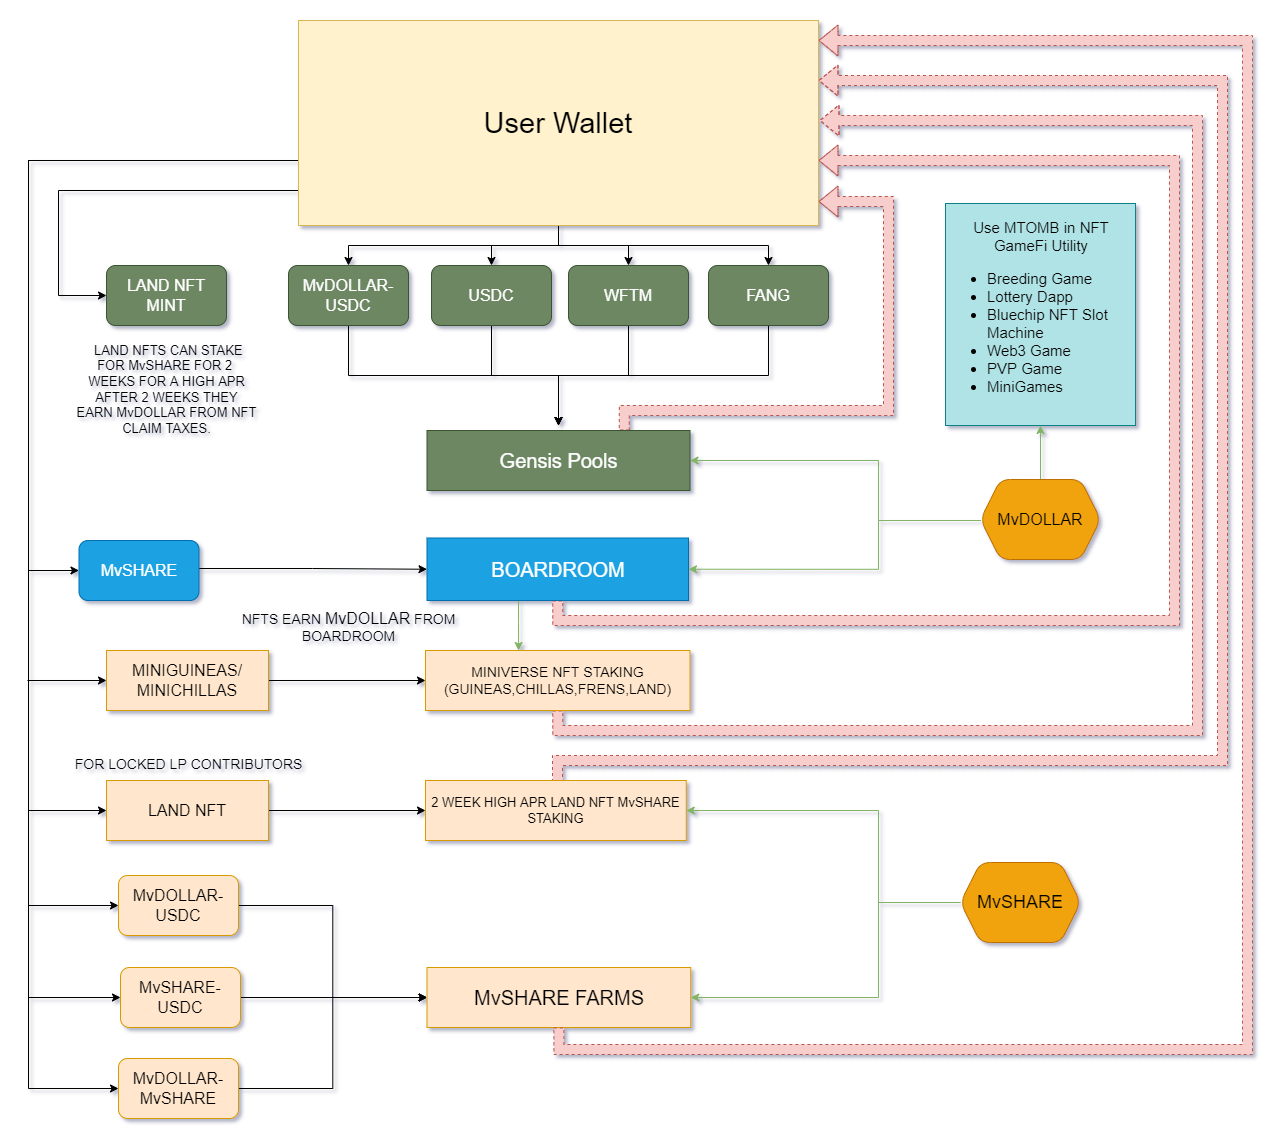 User Wallet
Use MTOMB in NFT
GameFi Utility
Breeding Game
Lottery Dapp
Bluechip NFT Slot
Machine
Web3 Game
PVP Game
MiniGames
LAND NFT
MINT
MvDOLLAR-
USDC
USDC
WFTM
FANG
LAND NFTS CAN STAKE
FOR MvSHARE FOR 2
WEEKS FOR A HIGH APR
AFTER 2 WEEKS THEY
EARN MvDOLLAR FROM NFT
CLAIM TAXES.
Gensis Pools
MvDOLLAR
MvSHARE
BOARDROOM
NFTS EARN MvDOLLAR FROM
BOARDROOM
MINIGUINEAS/
MINICHILLAS
MINIVERSE NFT STAKING
(GUINEAS,CHILLAS,FRENS,LAND)
FOR LOCKED LP CONTRIBUTORS
LAND NFT
2 WEEK HIGH APR LAND NFT MvSHARE
STAKING
MvDOLLAR-
USDC
MvSHARE
MvSHARE-
USDC
MvSHARE FARMS
MvDOLLAR-
MvSHARE